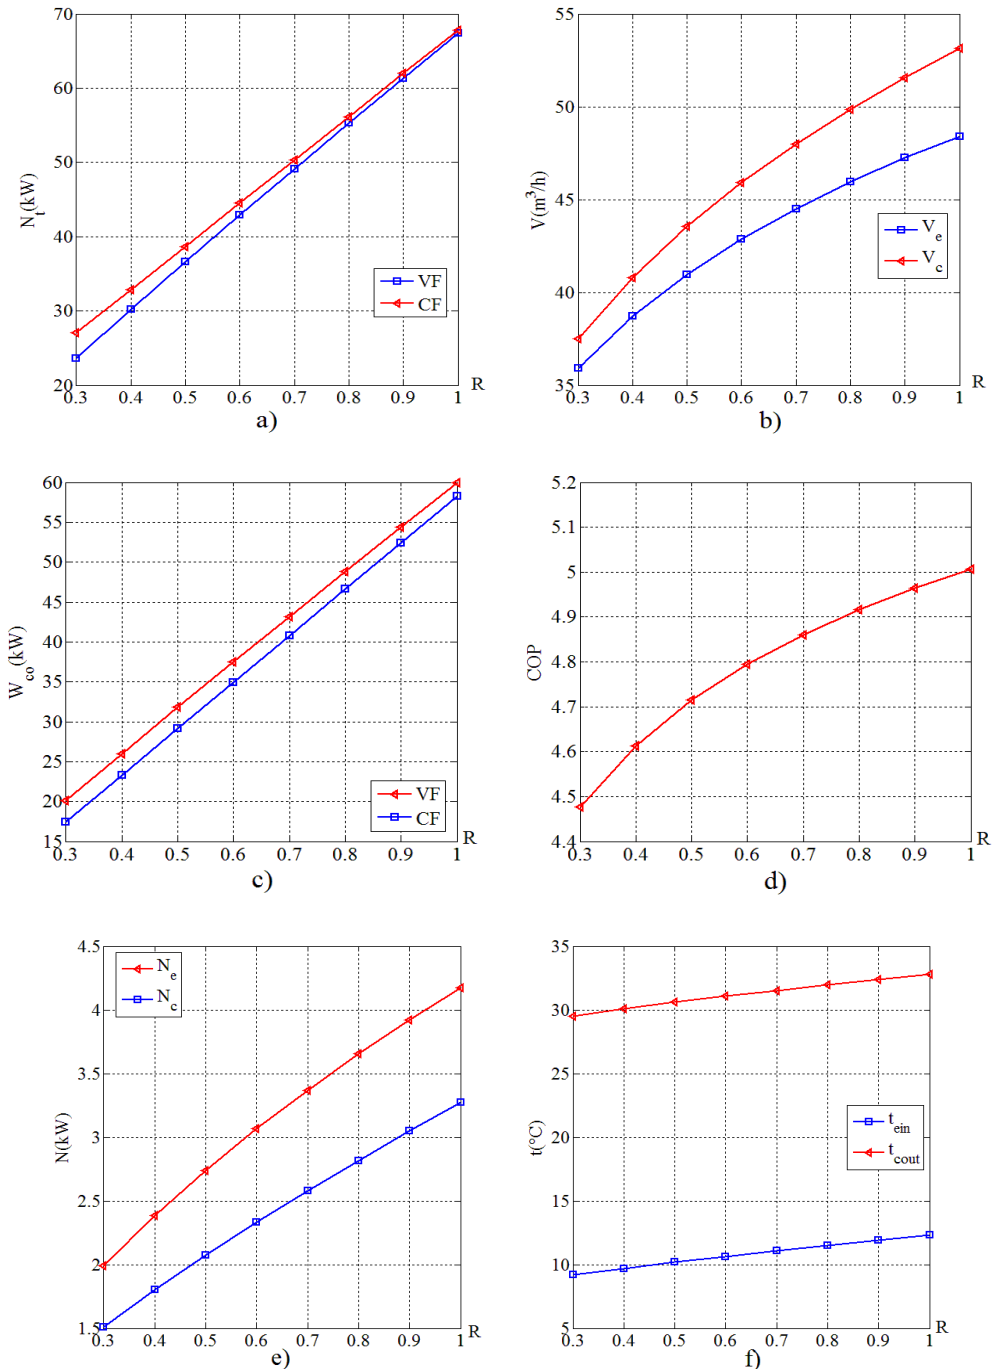 70
60
50
40
30
20
N_t(kW)
VF
CF
0.3 0.4 0.5 0.6 0.7 0.8 0.9 1
R
a)
55
50
45
40
35
V(m³/h)
V_e
V_c
0.3 0.4 0.5 0.6 0.7 0.8 0.9 1
R
b)
60
55
50
45
40
35
30
25
20
15
W_co(kW)
VF
CF
0.3 0.4 0.5 0.6 0.7 0.8 0.9 1
R
c)
5.2
5.1
5
4.9
4.8
4.7
4.6
4.5
4.4
COP
0.3 0.4 0.5 0.6 0.7 0.8 0.9 1
R
d)
4.5
4
3.5
3
2.5
2
1.5
N(kW)
N_e
N_c
0.3 0.4 0.5 0.6 0.7 0.8 0.9 1
R
e)
35
30
25
20
15
10
5
t(°C)
t_ein
t_cout
0.3 0.4 0.5 0.6 0.7 0.8 0.9 1
R
f)